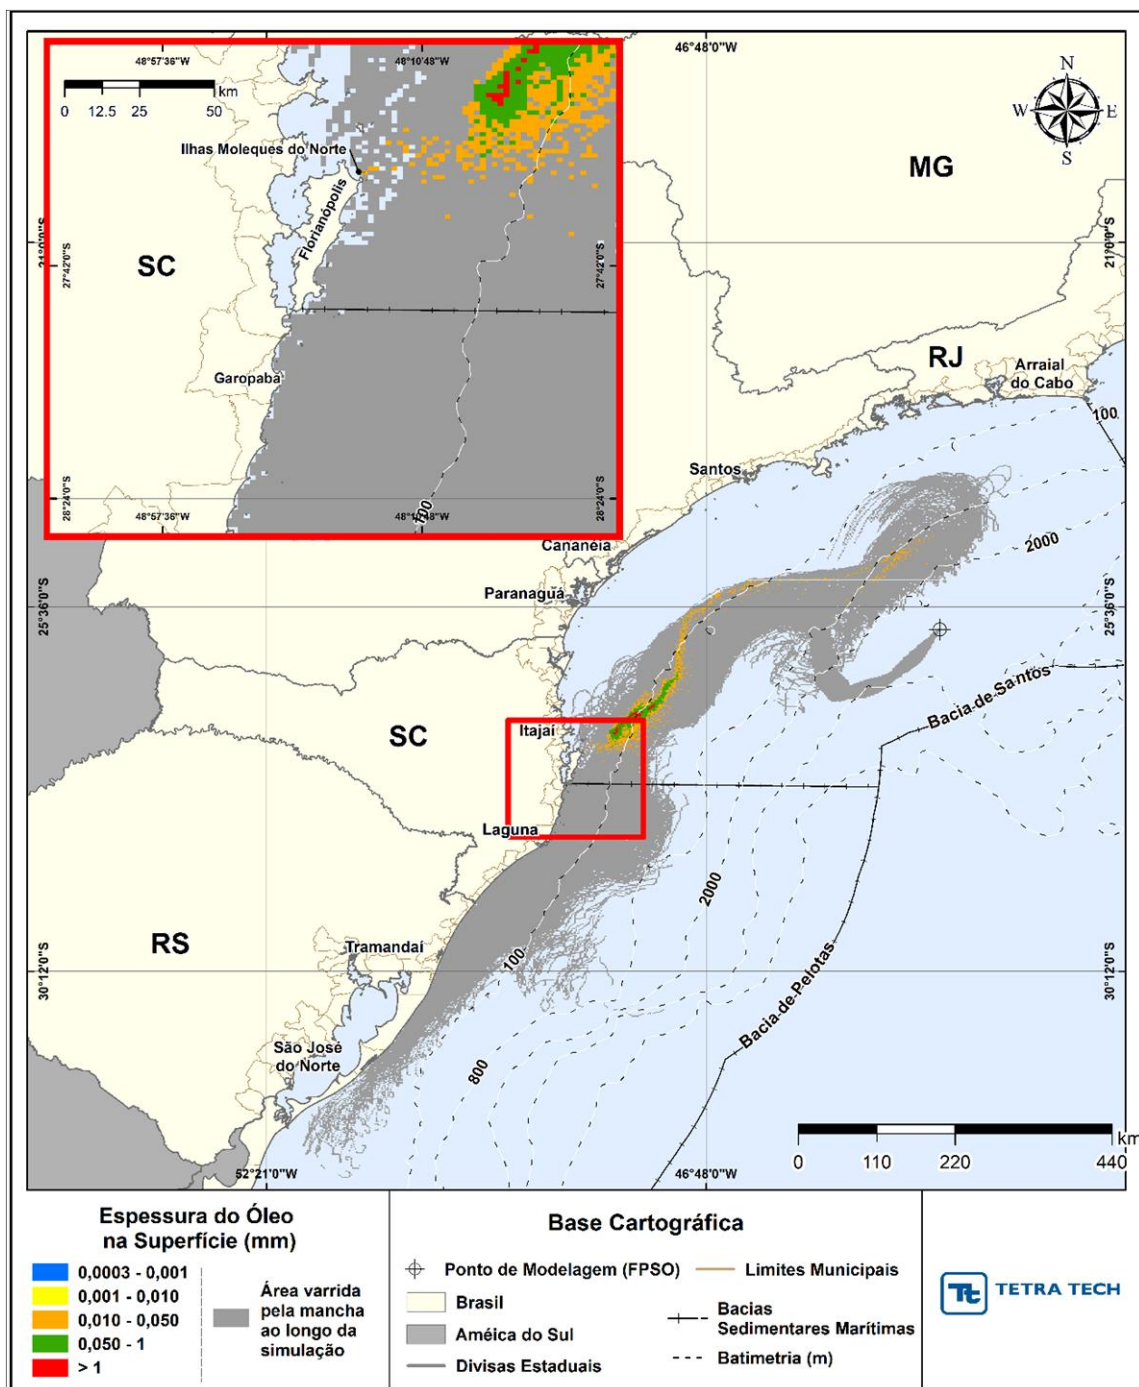 48°57'36"W
48°10'48"W
46°48'0"W
0 12.5 25 50 km
Ilhas Moleques do Norte
Florianópolis
SC
Garopaba
100
27°42'0"S
27°42'0"S
28°24'0"S
28°24'0"S
48°57'36"W
48°10'48"W
N
W E
S
MG
21°0'0"S
21°0'0"S
RJ
Arraial
do Cabo
100
Santos
Cananéia
2000
Paranaguá
25°36'0"S
25°36'0"S
Bacia de Santos
Itajaí
SC
Laguna
2000
RS
100
Tramandaí
30°12'0"S
30°12'0"S
Bacia de Pelotas
São José
do Norte
800
52°21'0"W
46°48'0"W
km
0 110 220 440
Espessura do Óleo
na Superfície (mm)
0,0003 - 0,001
0,001 - 0,010
0,010 - 0,050
0,050 - 1
> 1
Área varrida
pela mancha
ao longo da
simulação
Base Cartográfica
Ponto de Modelagem (FPSO)
Brasil
Améica do Sul
Divisas Estaduais
Limites Municipais
Bacias
Sedimentares Marítimas
Batimetria (m)
Tt
TETRA TECH